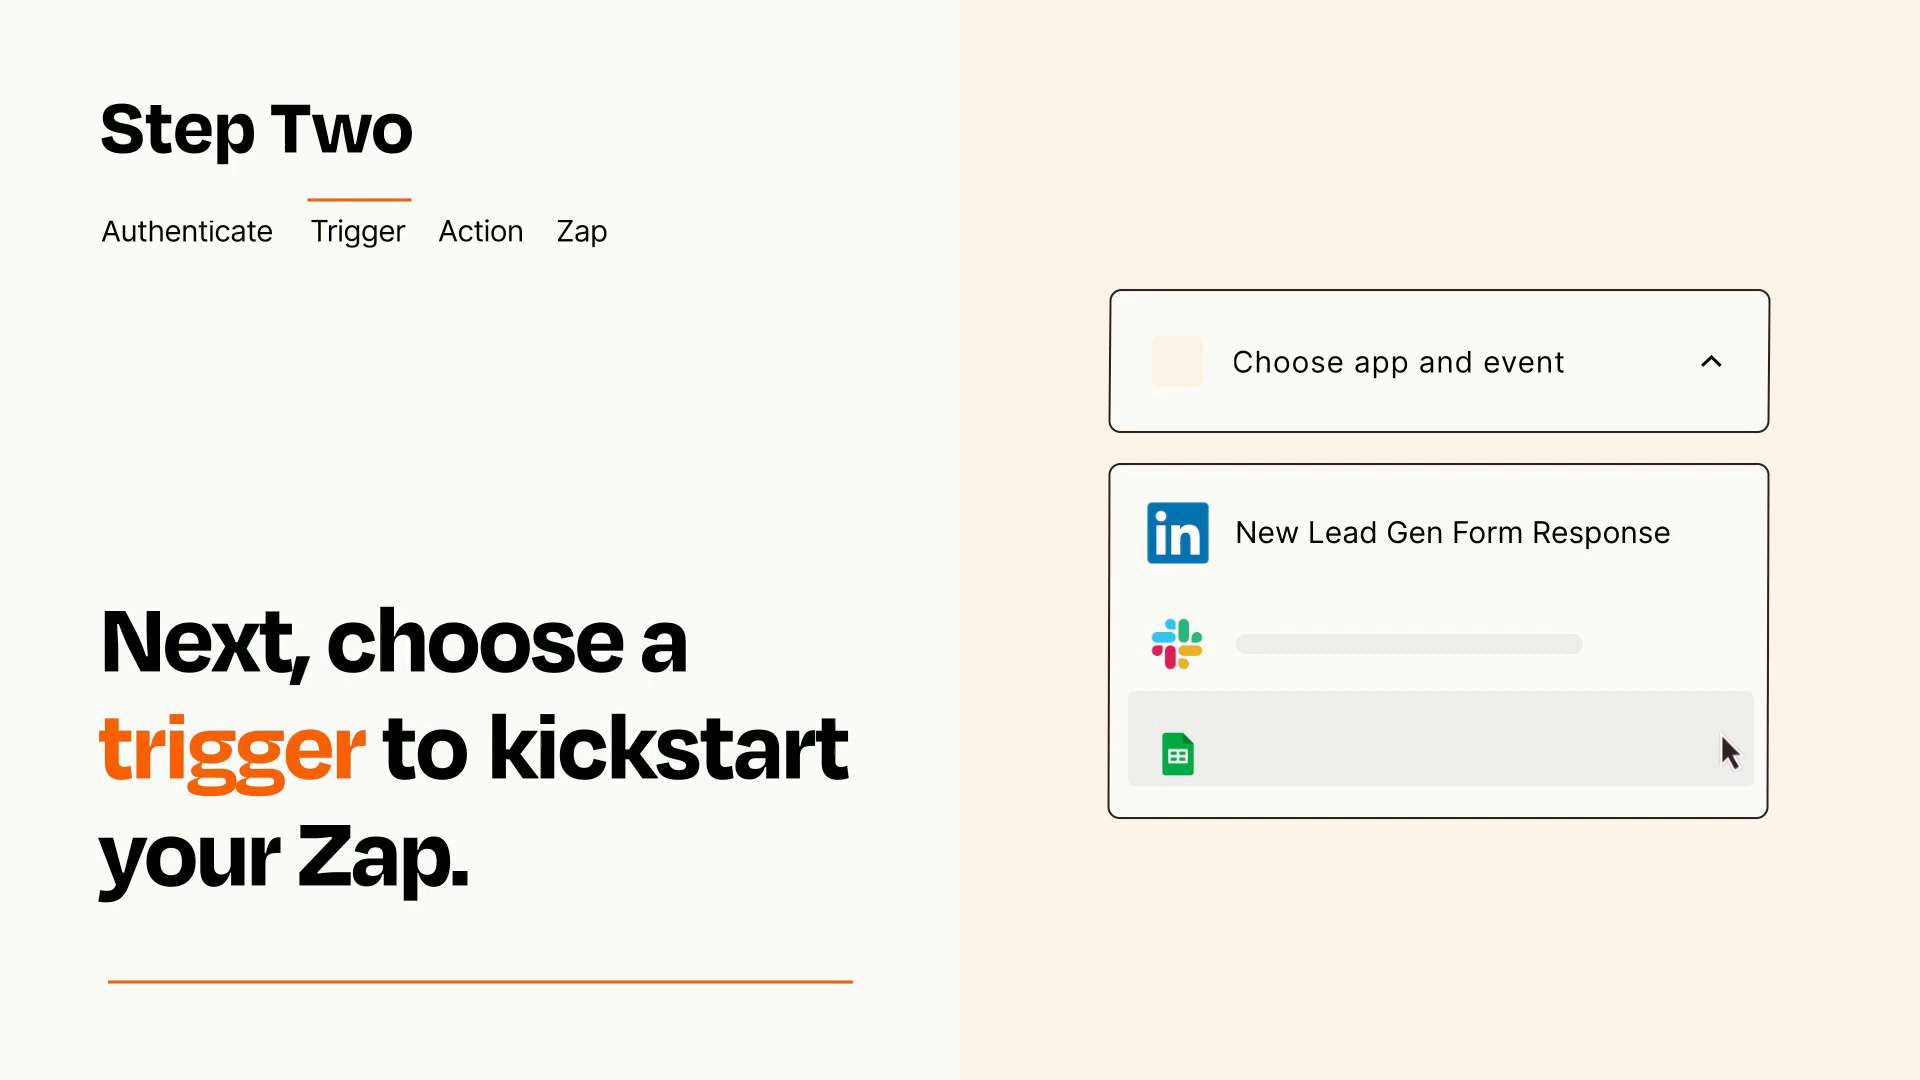 Step Two
Authenticate Trigger Action Zap
Next, choose a
trigger to kickstart
your Zap.
Choose app and event
in New Lead Gen Form Response